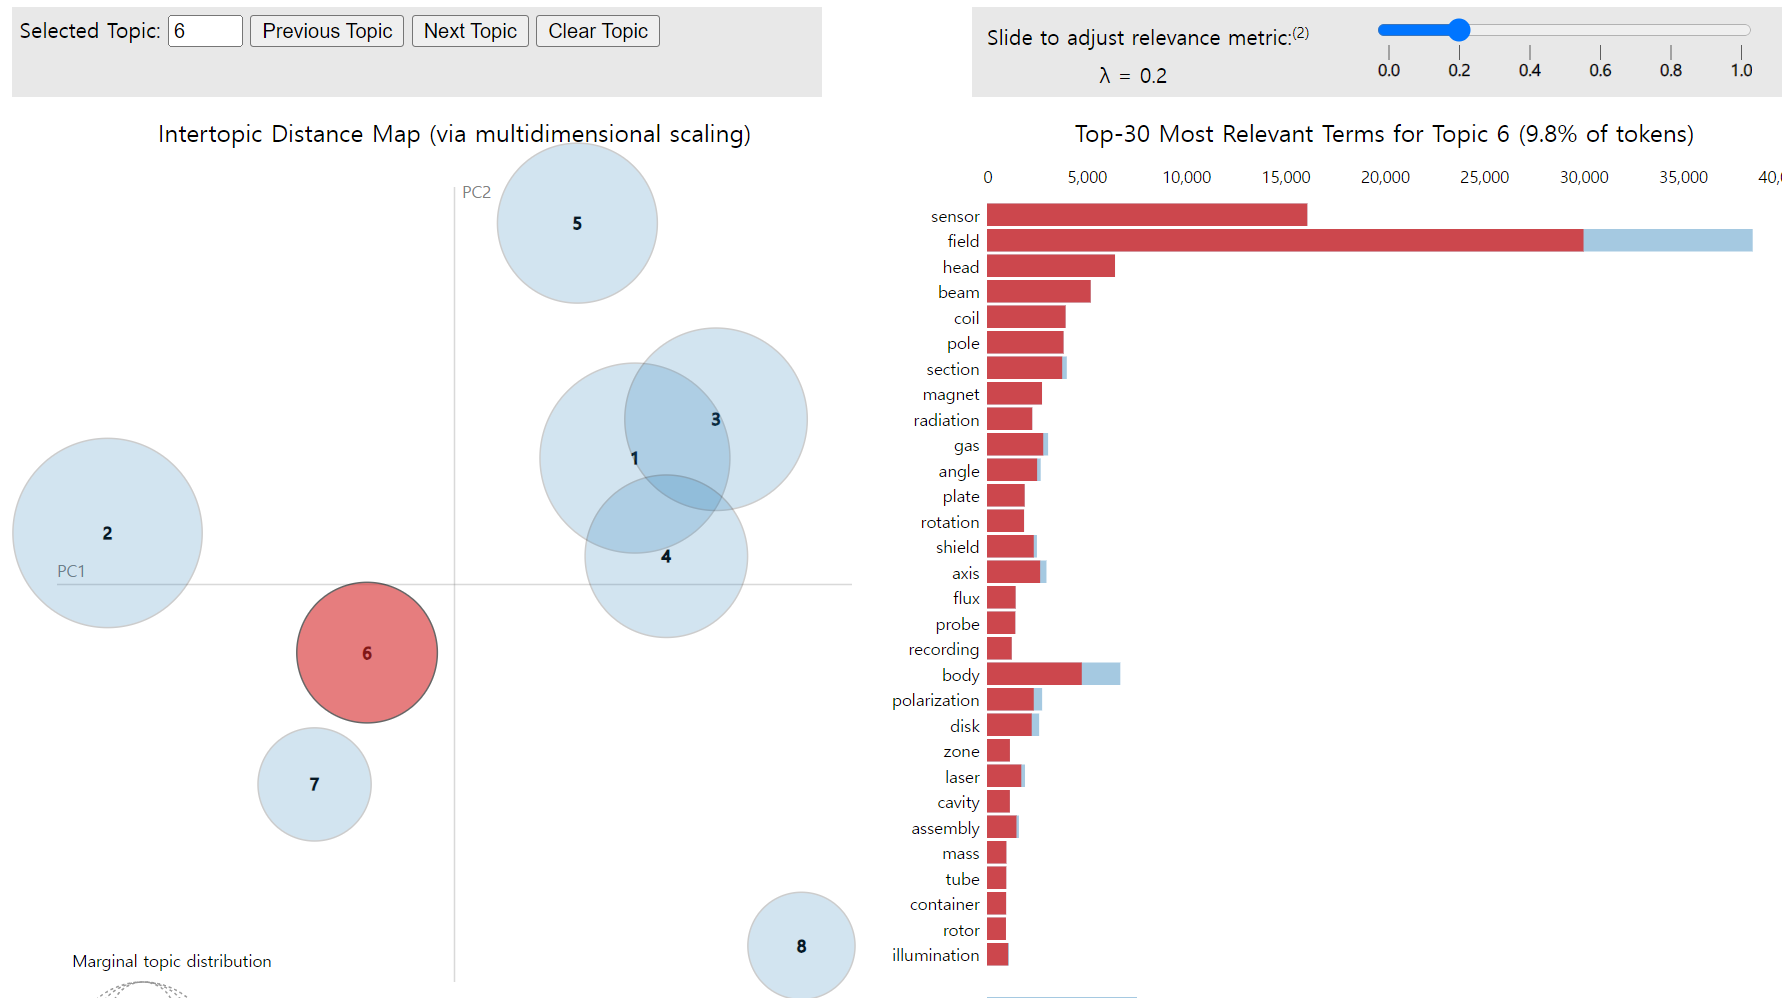 Selected Topic: 6 Previous Topic Next Topic Clear Topic
Slide to adjust relevance metric:(2)
λ = 0.2
0.0 0.2 0.4 0.6 0.8 1.0
Intertopic Distance Map (via multidimensional scaling)
PC2
5
3
1
2
4
PC1
6
7
8
Marginal topic distribution
Top-30 Most Relevant Terms for Topic 6 (9.8% of tokens)
0 5,000 10,000 15,000 20,000 25,000 30,000 35,000 40,
sensor
field
head
beam
coil
pole
section
magnet
radiation
gas
angle
plate
rotation
shield
axis
flux
probe
recording
body
polarization
disk
zone
laser
cavity
assembly
mass
tube
container
rotor
illumination